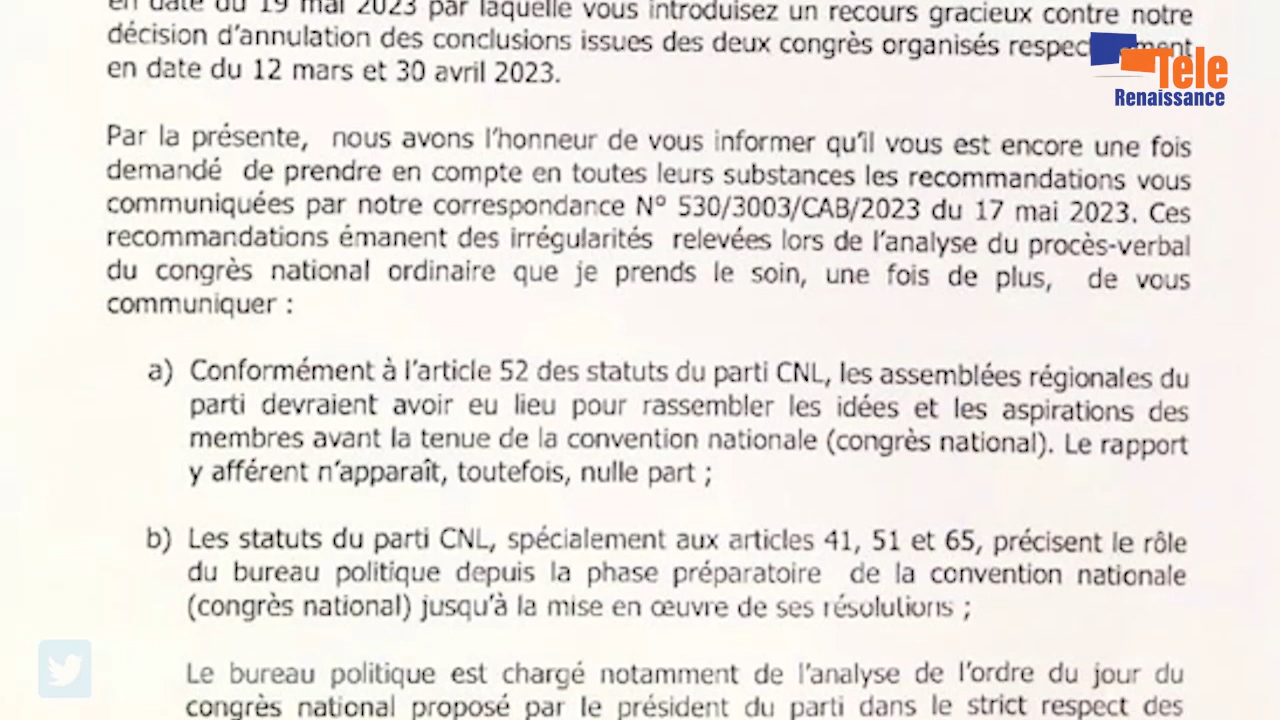 en date du 19 mai 2023 par laquelle vous introduisez un recours gracieux contre notre
décision d'annulation des conclusions issues des deux congrès organisés
en date du 12 mars et 30 avril 2023.
Tele
Renaissance
Par la présente, nous avons l'honneur de vous informer qu'il vous est encore une fois
demandé de prendre en compte en toutes leurs substances les recommandations vous
communiquées par notre correspondance N° 530/3003/CAB/2023 du 17 mai 2023. Ces
recommandations émanent des irrégularités relevées lors de l'analyse du procès-verbal
du congrès national ordinaire que je prends le soin, une fois de plus, de vous
communiquer :
a) Conformément à l'article 52 des statuts du parti CNL, les assemblées régionales du
parti devraient avoir eu lieu pour rassembler les idées et les aspirations des
membres avant la tenue de la convention nationale (congrès national). Le rapport
y afférent n'apparaît, toutefois, nulle part ;
b) Les statuts du parti CNL, spécialement aux articles 41, 51 et 65, précisent le rôle
du bureau politique depuis la phase préparatoire de la convention nationale
(congrès national) jusqu'à la mise en œuvre de ses résolutions ;
Le bureau politique est chargé notamment de l'analyse de l'ordre du jour du
congrès national proposé par le président du parti dans le strict respect des